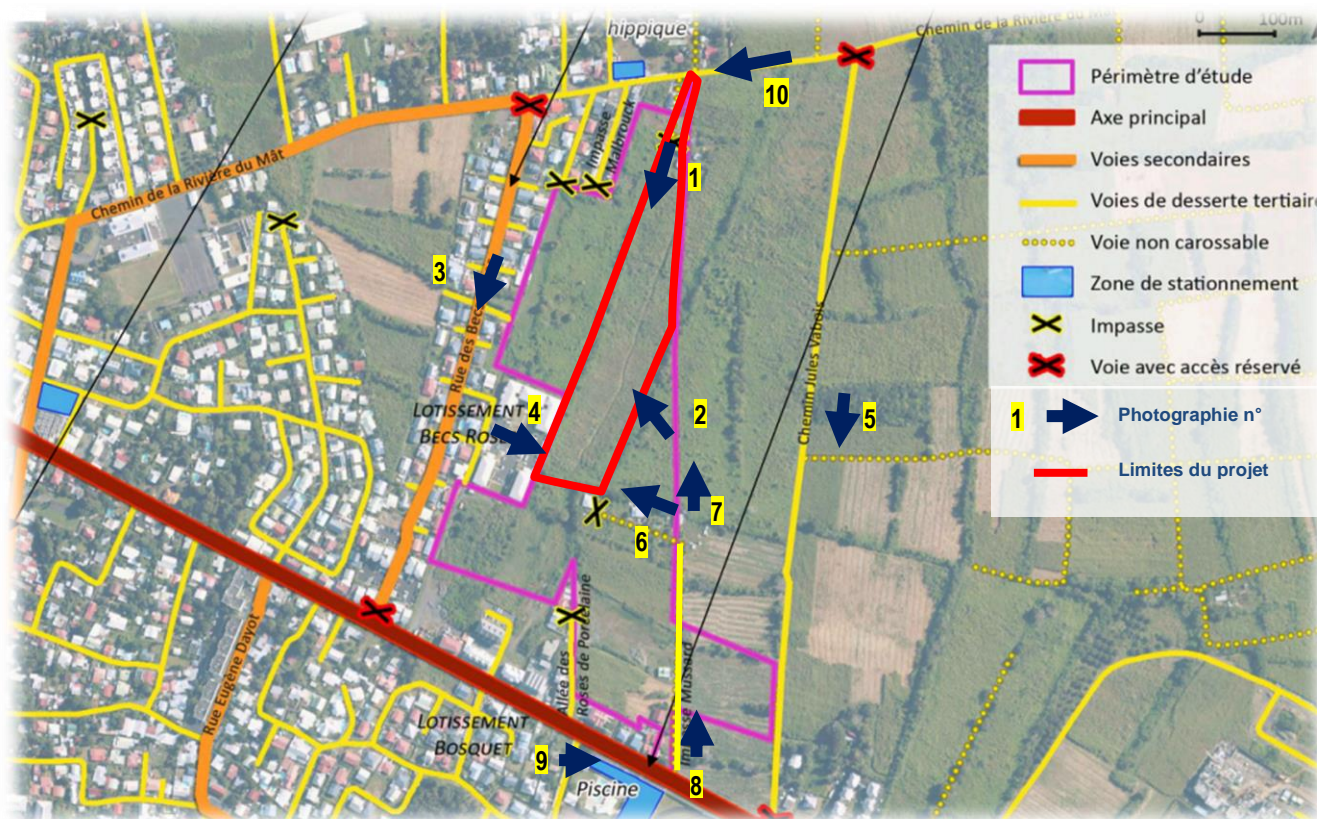 hippique
Chemin de la Rivière du Mât
0 100m
10
Impasse
Malbrouck
1
Chemin de la Rivière du Mât
3
Rue des Becs
Chemin Jules Valbois
LOTISSEMENT
BECS ROSES
4
2
5
7
6
Allée des
Roses de Porcelaine
Impasse Mussard
Rue Eugène Dayot
LOTISSEMENT
BOSQUET
9
Piscine
8
Périmètre d'étude
Axe principal
Voies secondaires
Voies de desserte tertiaire
Voie non carossable
Zone de stationnement
Impasse
Voie avec accès réservé
1 Photographie n°
Limites du projet